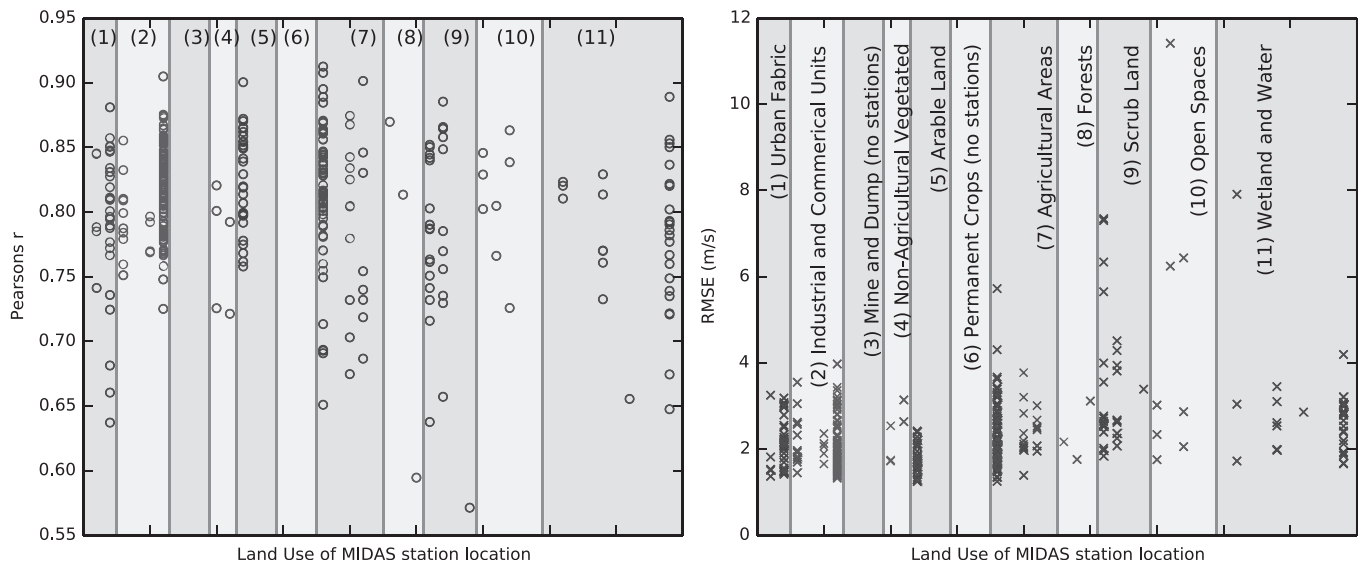 0.95
0.90
0.85
0.80
0.75
0.70
0.65
0.60
0.55
Pearsons r
(1) (2) (3) (4) (5) (6) (7) (8) (9) (10) (11)
Land Use of MIDAS station location
12
10
8
6
4
2
0
RMSE (m/s)
(1) Urban Fabric
(2) Industrial and Commerical Units
(3) Mine and Dump (no stations)
(4) Non-Agricultural Vegetated
(5) Arable Land
(6) Permanent Crops (no stations)
(7) Agricultural Areas
(8) Forests
(9) Scrub Land
(10) Open Spaces
(11) Wetland and Water
Land Use of MIDAS station location